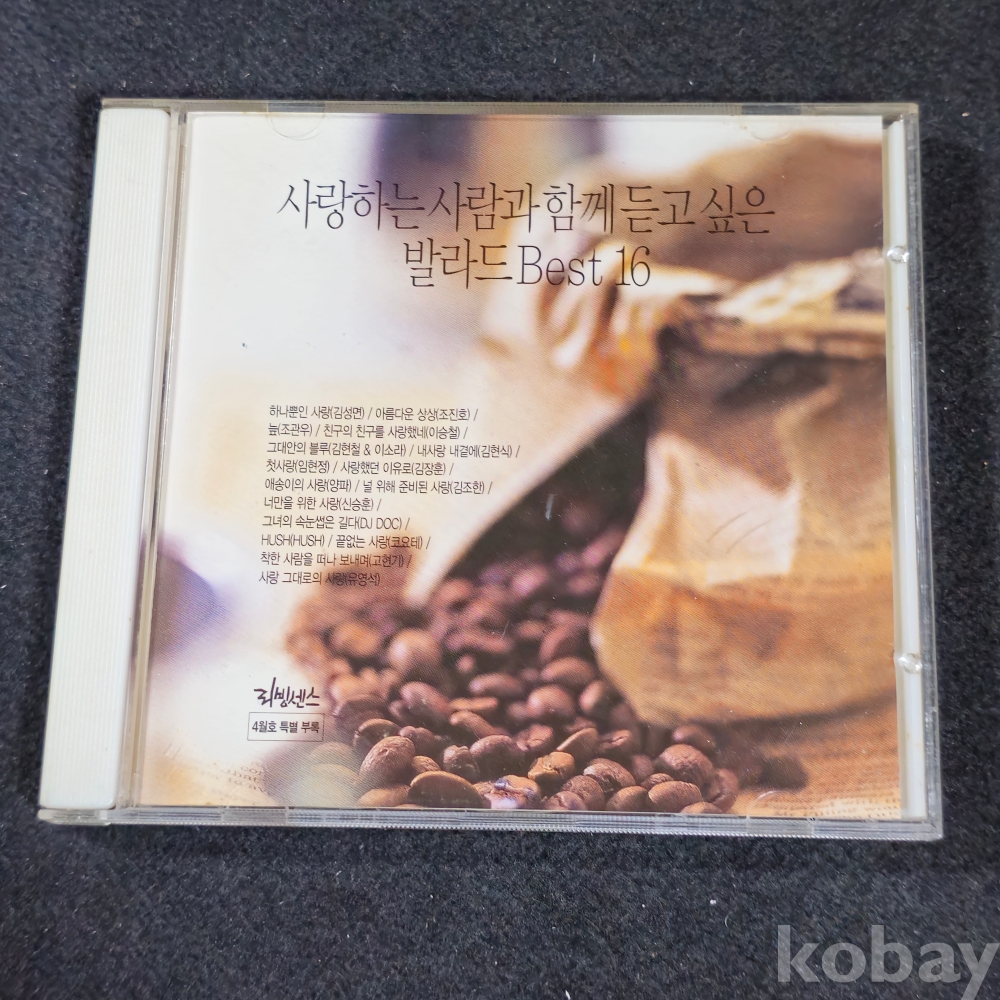 사랑하는 사람과 함께 듣고 싶은
발라드 Best 16
하나뿐인 사랑(김성면) / 아름다운 상상(조진호) /
늪(조관우) / 친구의 친구를 사랑했네(이승철) /
그대안의 블루(김현철 & 이소라) / 내사랑 내곁에(김현식) /
첫사랑(임현정) / 사랑했던 이유로(김장훈) /
애송이의 사랑(양파) / 널 위해 준비된 사랑(김조한) /
너만을 위한 사랑(신승훈) /
그녀의 속눈썹은 길다(DJ DOC) /
HUSH(HUSH) / 끝없는 사랑(코요테) /
착한 사람을 떠나 보내며(고현기) /
사랑 그대로의 사랑(유영석)
리빙센스
4월호 특별 부록
kobay